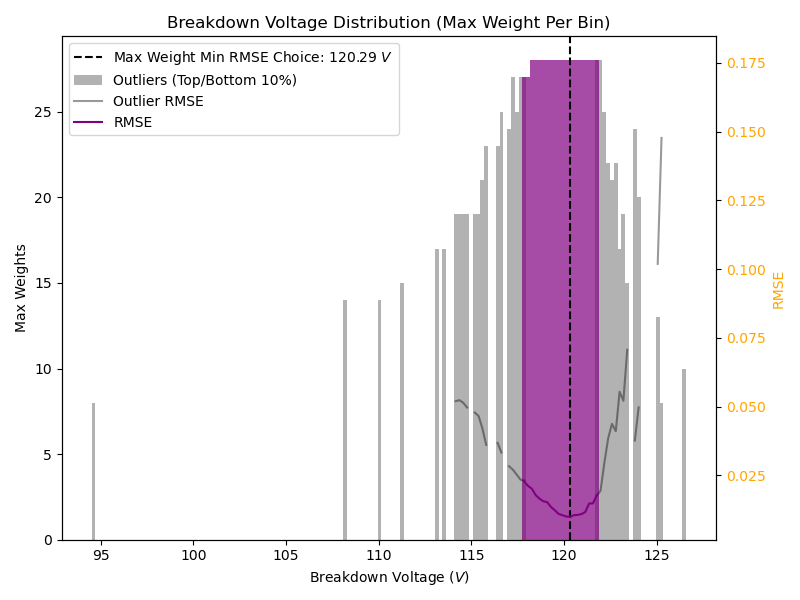 Breakdown Voltage Distribution (Max Weight Per Bin)
Max Weight Min RMSE Choice: 120.29 V
Outliers (Top/Bottom 10%)
Outlier RMSE
RMSE
Max Weights
25
20
15
10
5
0
0.175
0.150
0.125
0.100
0.075
0.050
0.025
RMSE
95 100 105 110 115 120 125
Breakdown Voltage (V)